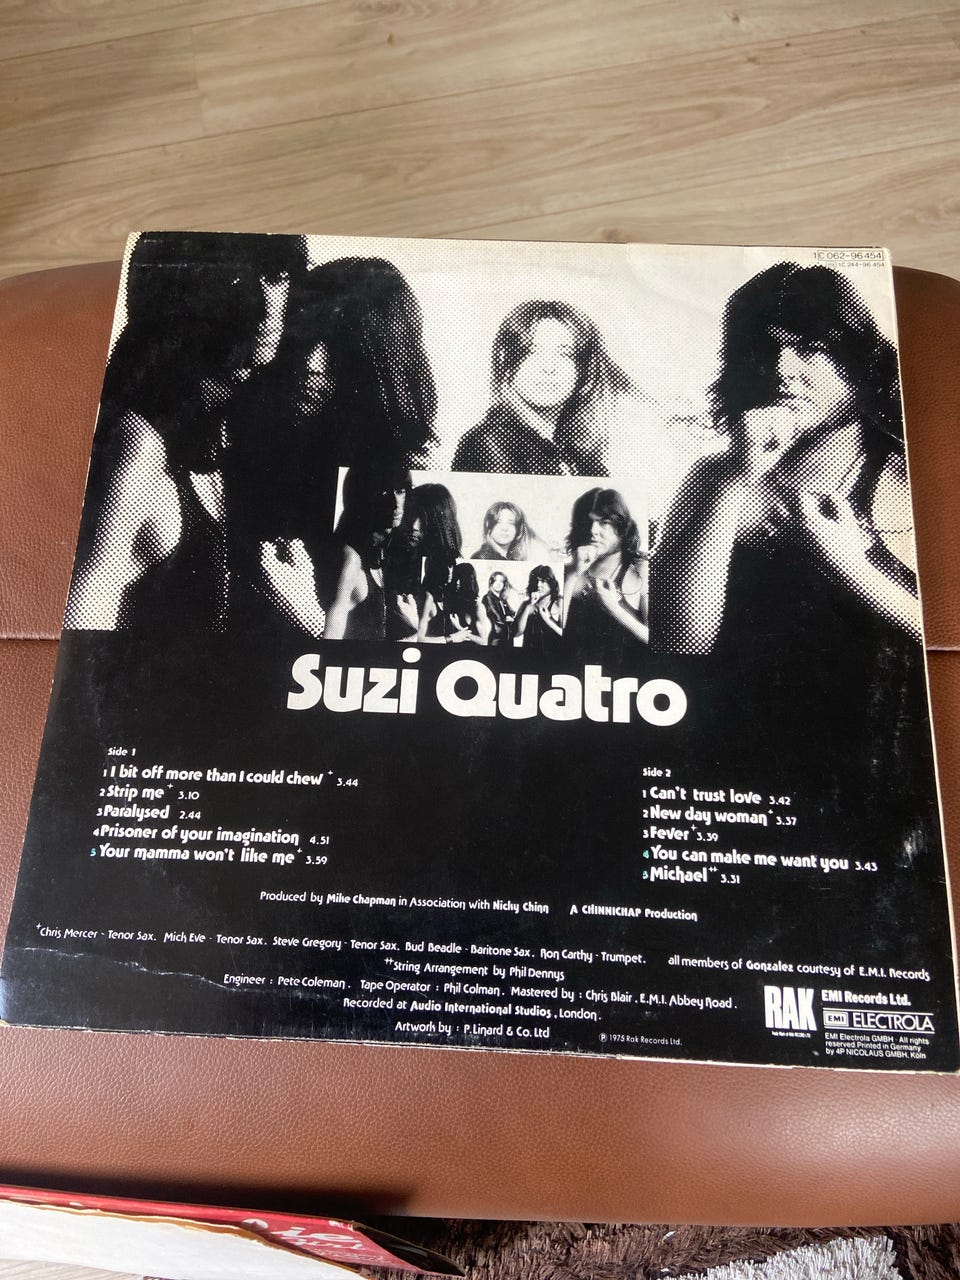 1C 062-96 454
1C 244-96 454
Suzi Quatro
Side 1
1 I bit off more than I could chew + 3.44
2 Strip me + 3.10
3 Paralysed 2.44
4 Prisoner of your imagination 4.51
5 Your mamma won't like me + 3.59
Side 2
1 Can't trust love 3.42
2 New day woman + 3.37
3 Fever + 3.39
4 You can make me want you 3.43
5 Michael ++ 3.31
Produced by Mike Chapman in Association with Nicky Chinn A CHINNICHAP Production
+Chris Mercer - Tenor Sax. Mick Eve - Tenor Sax. Steve Gregory - Tenor Sax. Bud Beadle - Baritone Sax. Ron Carthy - Trumpet. all members of Gonzalez courtesy of E.M.I. Records
++String Arrangement by Phil Dennys
Engineer : Pete Coleman. Tape Operator : Phil Colman. Mastered by : Chris Blair. E.M.I. Abbey Road.
Recorded at Audio International Studios, London.
Artwork by : P. Linard & Co. Ltd
℗ 1975 Rak Records Ltd.
RAK
EMI Records Ltd.
EMI ELECTROLA
EMI Electrola GMBH · All rights
reserved Printed in Germany
by 4P NICOLAUS GMBH, Köln